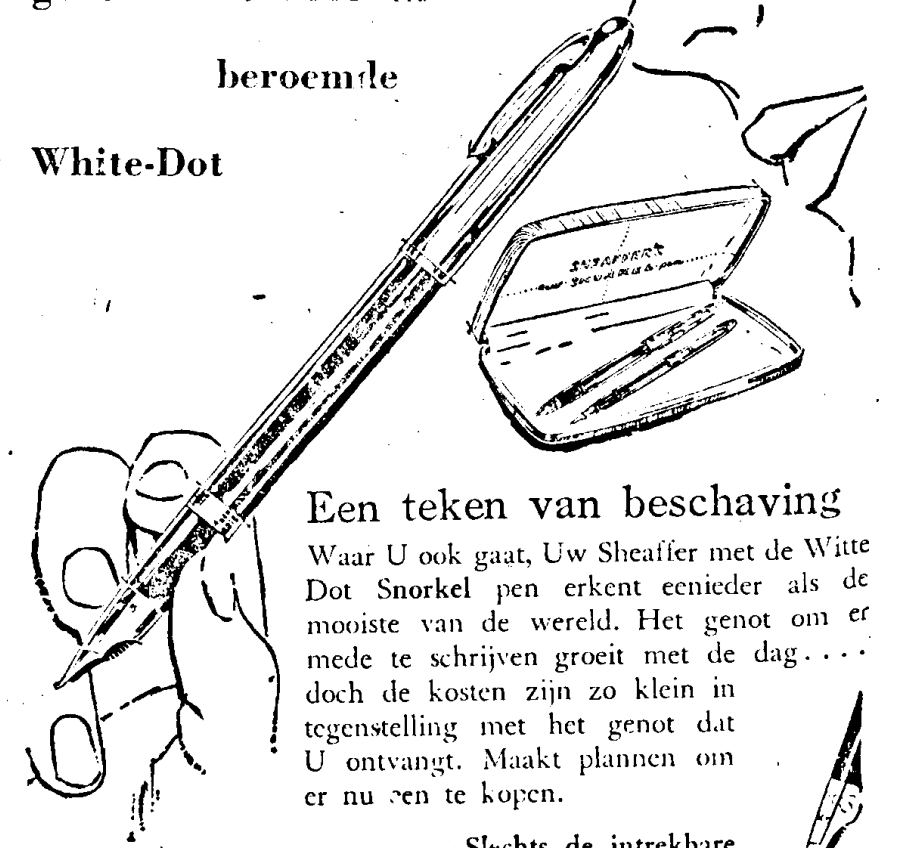 beroemde
White-Dot
SHEAFFER'S
Een teken van beschaving
Waar U ook gaat, Uw Sheaffer met de Witte
Dot Snorkel pen erkent eenieder als de
mooiste van de wereld. Het genot om er
mede te schrijven groeit met de dag....
doch de kosten zijn zo klein in
tegenstelling met het genot dat
U ontvangt. Maakt plannen om
er nu een te kopen.
Slechts de intrekbare